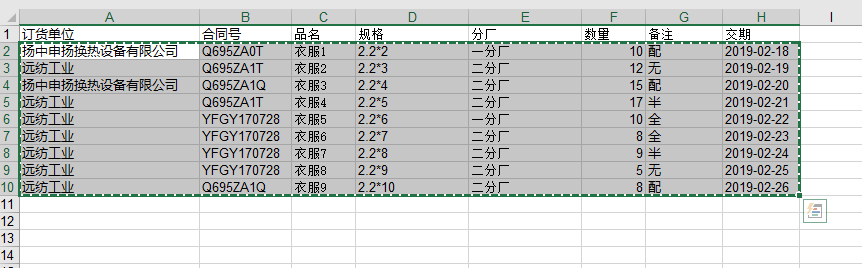 A B C D E F G H I
1 订货单位 合同号 品名 规格 分厂 数量 备注 交期
2 扬中申扬换热设备有限公司 Q695ZA0T 衣服1 2.2*2 一分厂 10 配 2019-02-18
3 远纺工业 Q695ZA1T 衣服2 2.2*3 二分厂 12 无 2019-02-19
4 扬中申扬换热设备有限公司 Q695ZA1Q 衣服3 2.2*4 二分厂 15 配 2019-02-20
5 远纺工业 Q695ZA1T 衣服4 2.2*5 二分厂 17 半 2019-02-21
6 远纺工业 YFGY170728 衣服5 2.2*6 一分厂 10 全 2019-02-22
7 远纺工业 YFGY170728 衣服6 2.2*7 二分厂 8 全 2019-02-23
8 远纺工业 YFGY170728 衣服7 2.2*8 二分厂 9 半 2019-02-24
9 远纺工业 YFGY170728 衣服8 2.2*9 二分厂 5 无 2019-02-25
10 远纺工业 Q695ZA1Q 衣服9 2.2*10 二分厂 8 配 2019-02-26
11
12
13
14